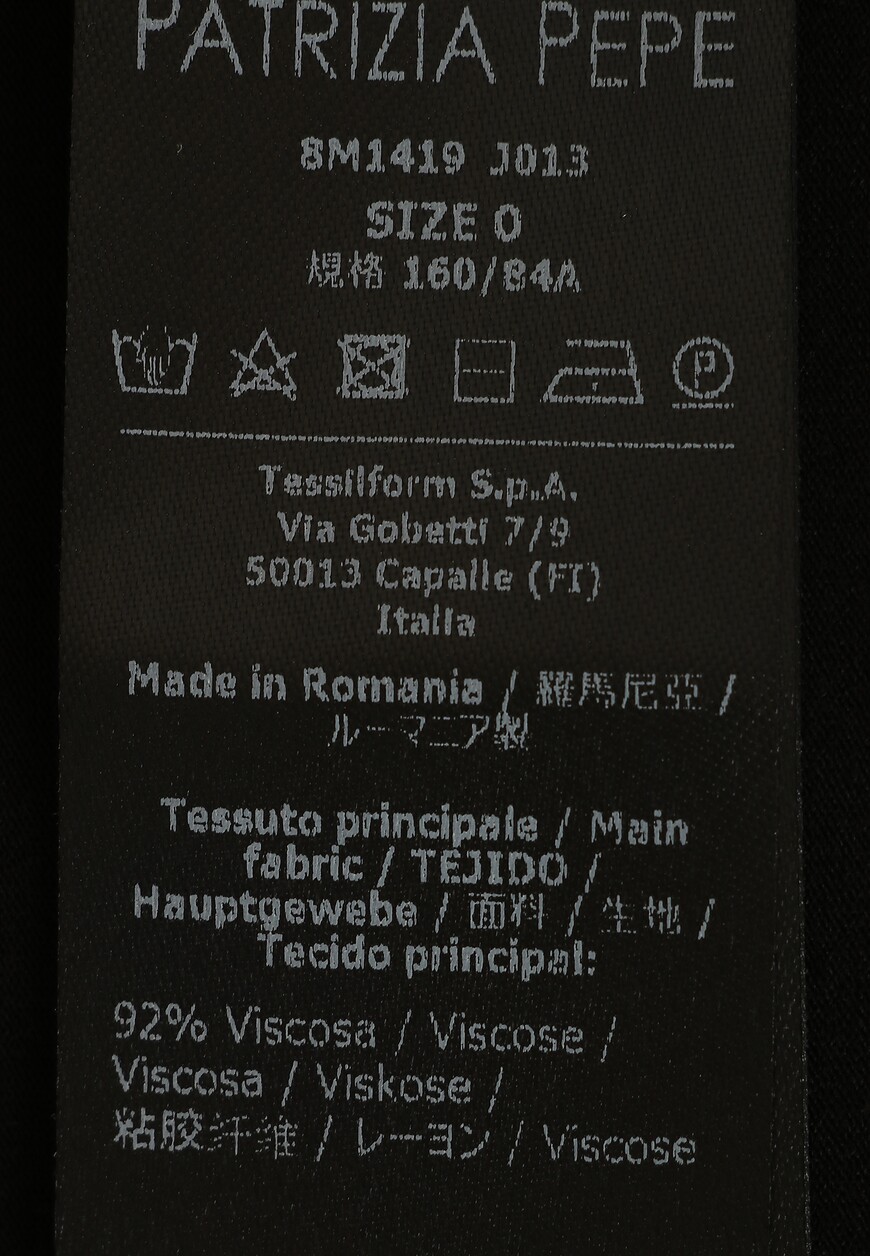 PATRIZIA PEPE
8M1419 J013
SIZE 0
規格 160/84A
P
Tessilform S.p.A.
Via Gobetti 7/9
50013 Capalle (FI)
Italia
Made in Romania / 羅馬尼亞 /
ルーマニア製
Tessuto principale / Main
fabric / TEJIDO /
Hauptgewebe / 面料 / 生地 /
Tecido principal:
92% Viscosa / Viscose /
Viscosa / Viskose /
粘胶纤维 / レーヨン / Viscose